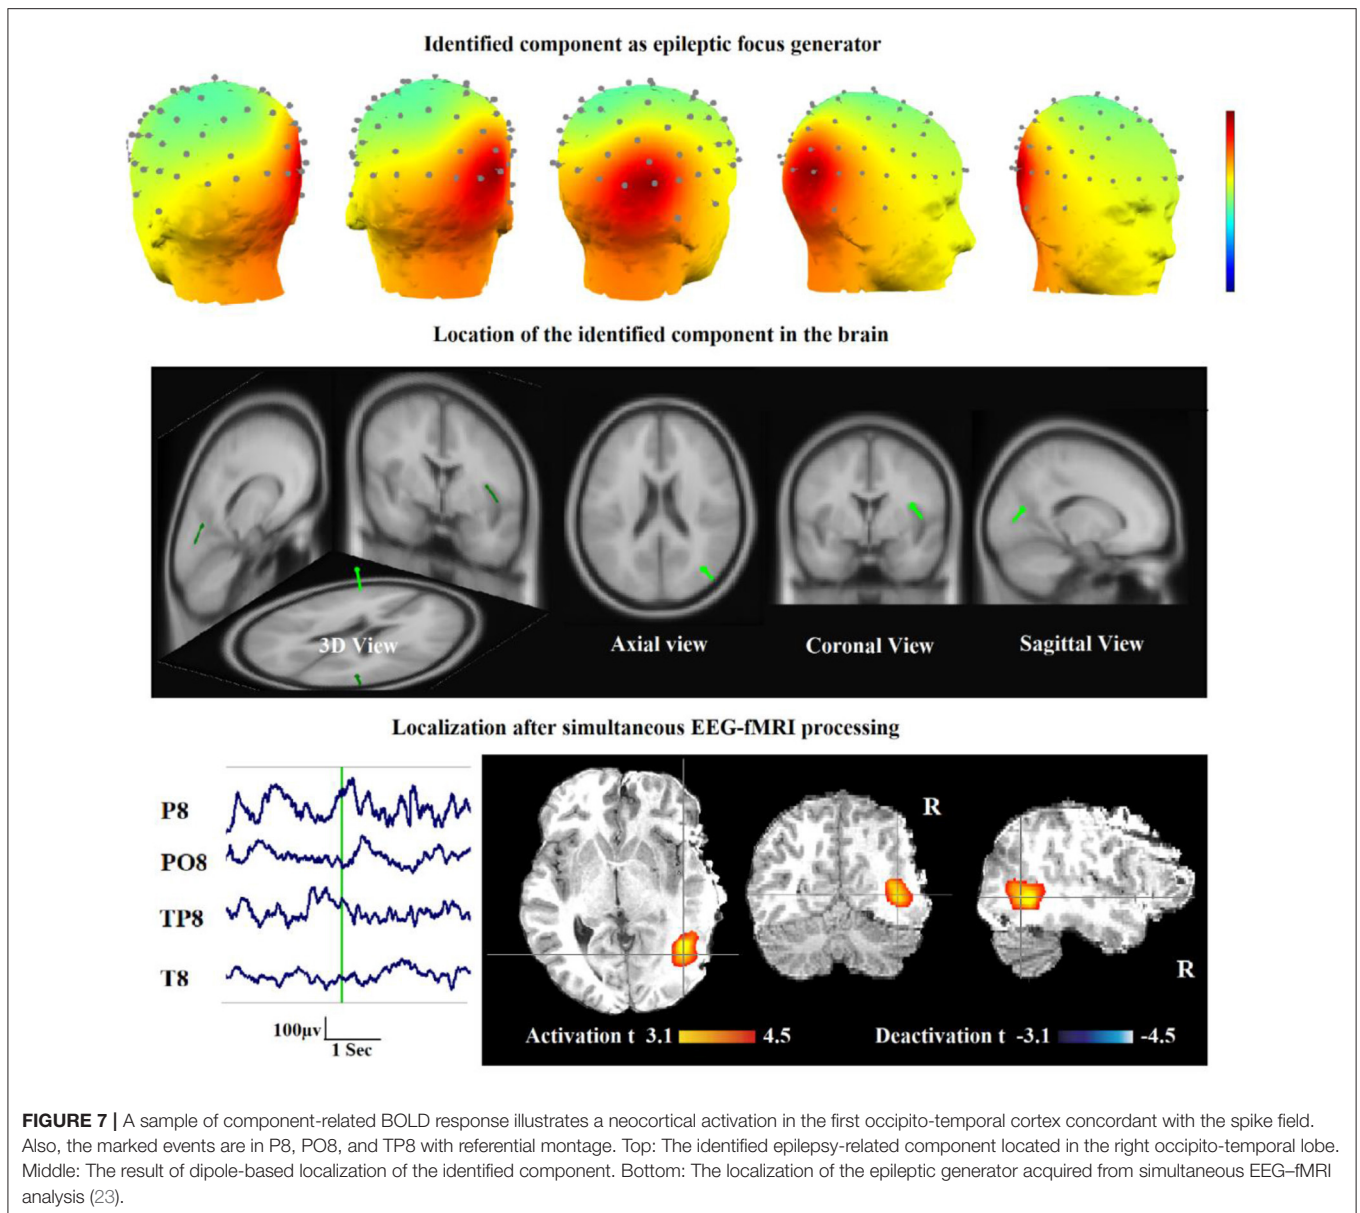 Identified component as epileptic focus generator
Location of the identified component in the brain
3D View
Axial view
Coronal View
Sagittal View
Localization after simultaneous EEG-fMRI processing
P8
PO8
TP8
T8
100μv
1 Sec
R
R
Activation t 3.1 4.5
Deactivation t -3.1 -4.5
FIGURE 7 | A sample of component-related BOLD response illustrates a neocortical activation in the first occipito-temporal cortex concordant with the spike field.
Also, the marked events are in P8, PO8, and TP8 with referential montage. Top: The identified epilepsy-related component located in the right occipito-temporal lobe.
Middle: The result of dipole-based localization of the identified component. Bottom: The localization of the epileptic generator acquired from simultaneous EEG–fMRI
analysis (23).